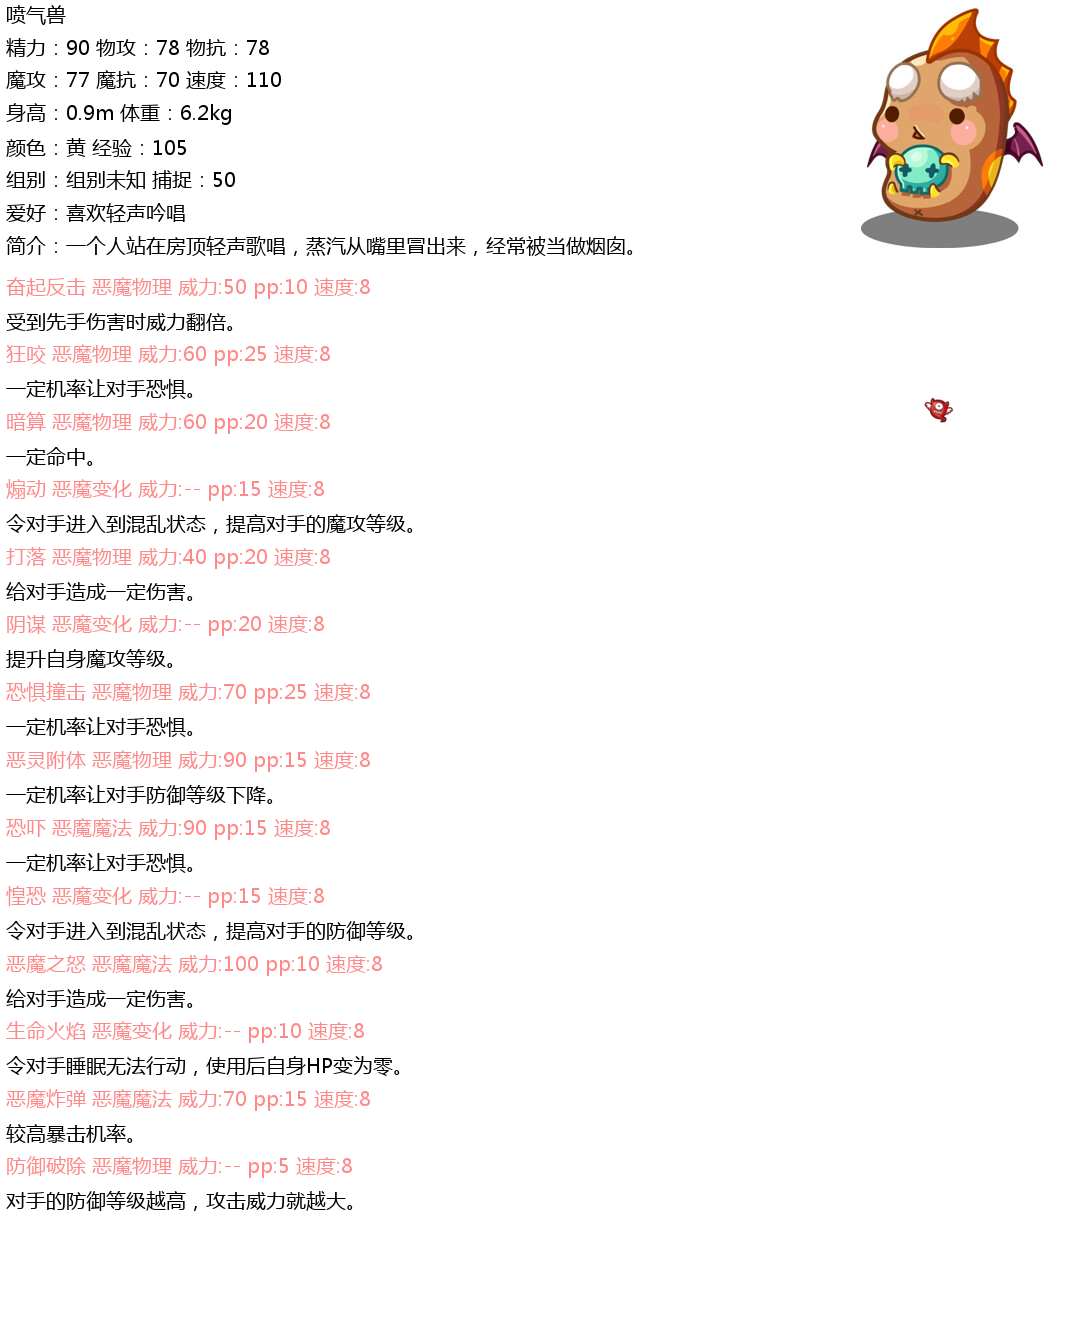 喷气兽
精力：90 物攻：78 物抗：78
魔攻：77 魔抗：70 速度：110
身高：0.9m 体重：6.2kg
颜色：黄 经验：105
组别：组别未知 捕捉：50
爱好：喜欢轻声吟唱
简介：一个人站在房顶轻声歌唱，蒸汽从嘴里冒出来，经常被当做烟囱。
奋起反击 恶魔物理 威力:50 pp:10 速度:8
受到先手伤害时威力翻倍。
狂咬 恶魔物理 威力:60 pp:25 速度:8
一定机率让对手恐惧。
暗算 恶魔物理 威力:60 pp:20 速度:8
一定命中。
煽动 恶魔变化 威力:-- pp:15 速度:8
令对手进入到混乱状态，提高对手的魔攻等级。
打落 恶魔物理 威力:40 pp:20 速度:8
给对手造成一定伤害。
阴谋 恶魔变化 威力:-- pp:20 速度:8
提升自身魔攻等级。
恐惧撞击 恶魔物理 威力:70 pp:25 速度:8
一定机率让对手恐惧。
恶灵附体 恶魔物理 威力:90 pp:15 速度:8
一定机率让对手防御等级下降。
恐吓 恶魔魔法 威力:90 pp:15 速度:8
一定机率让对手恐惧。
惶恐 恶魔变化 威力:-- pp:15 速度:8
令对手进入到混乱状态，提高对手的防御等级。
恶魔之怒 恶魔魔法 威力:100 pp:10 速度:8
给对手造成一定伤害。
生命火焰 恶魔变化 威力:-- pp:10 速度:8
令对手睡眠无法行动，使用后自身HP变为零。
恶魔炸弹 恶魔魔法 威力:70 pp:15 速度:8
较高暴击机率。
防御破除 恶魔物理 威力:-- pp:5 速度:8
对手的防御等级越高，攻击威力就越大。